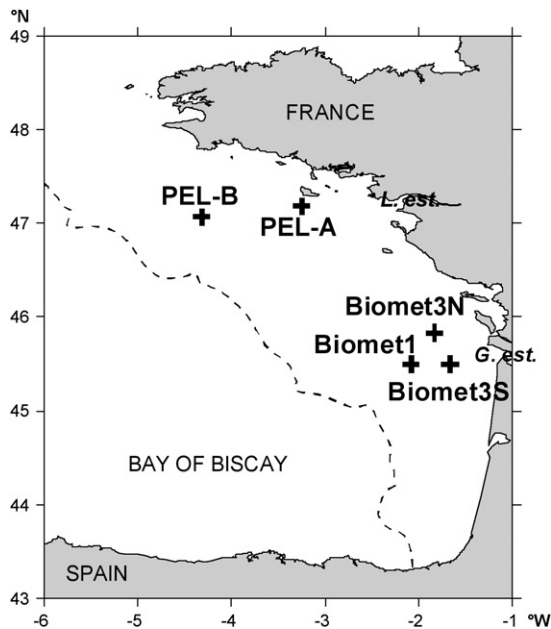 °N
49
FRANCE
48
PEL-B
L. est.
47
PEL-A
Biomet3N
46
Biomet1
G. est.
Biomet3S
45
BAY OF BISCAY
44
SPAIN
43
-6 -5 -4 -3 -2 -1 °W